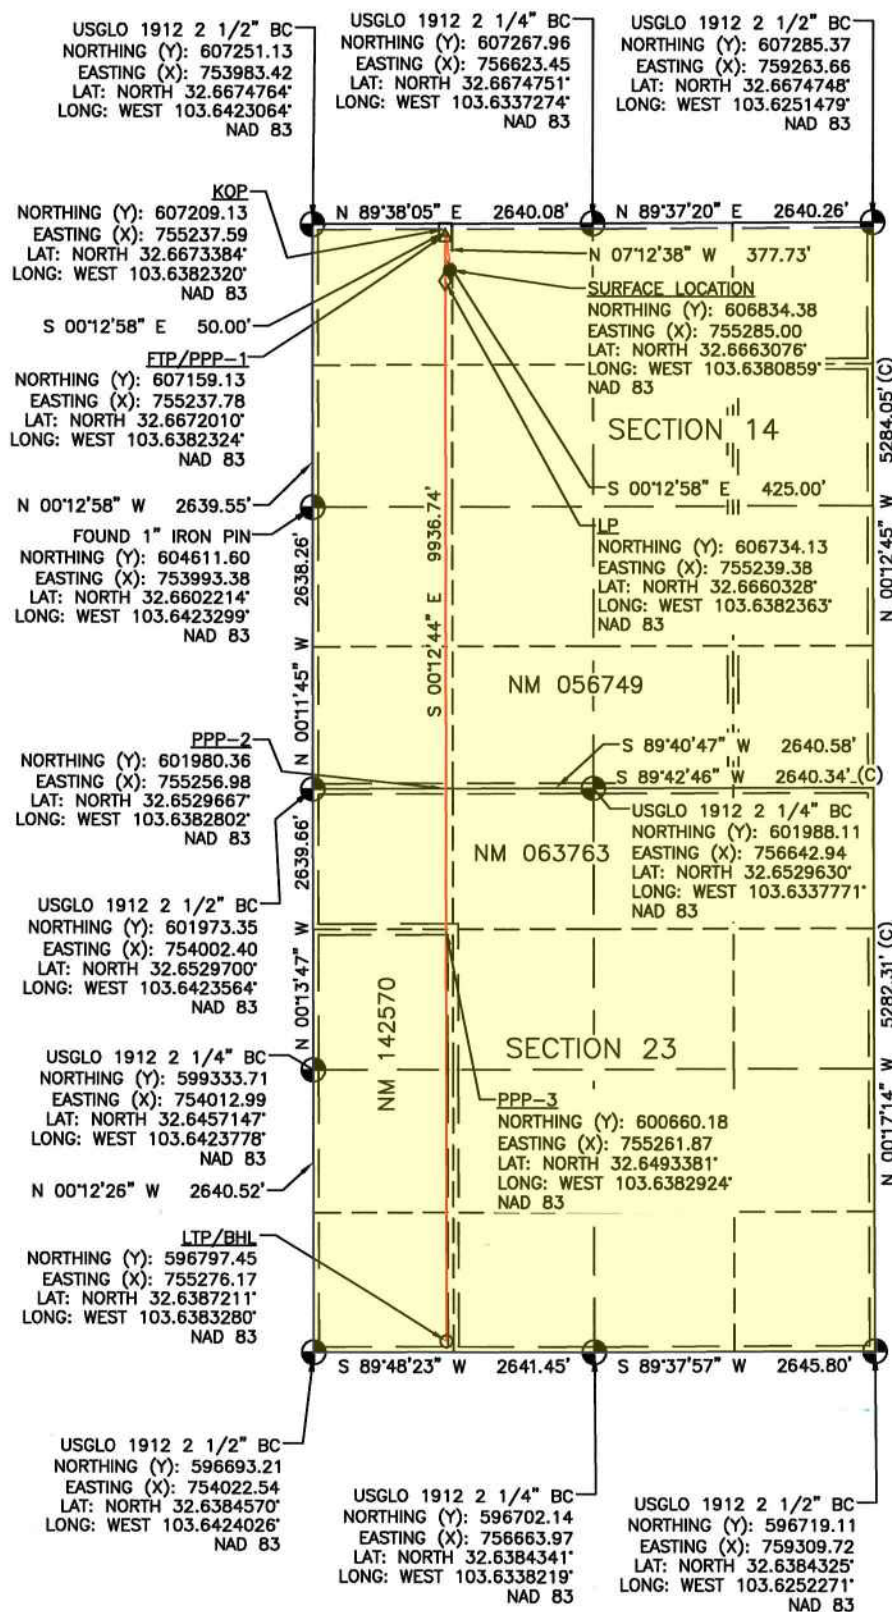 USGLO 1912 2 1/2" BC
NORTHING (Y): 607251.13
EASTING (X): 753983.42
LAT: NORTH 32.6674764°
LONG: WEST 103.6423064°
NAD 83
USGLO 1912 2 1/4" BC
NORTHING (Y): 607267.96
EASTING (X): 756623.45
LAT: NORTH 32.6674751°
LONG: WEST 103.6337274°
NAD 83
USGLO 1912 2 1/2" BC
NORTHING (Y): 607285.37
EASTING (X): 759263.66
LAT: NORTH 32.6674748°
LONG: WEST 103.6251479°
NAD 83
KOP
NORTHING (Y): 607209.13
EASTING (X): 755237.59
LAT: NORTH 32.6673384°
LONG: WEST 103.6382320°
NAD 83
N 89°38'05" E 2640.08'
N 89°37'20" E 2640.26'
N 07°12'38" W 377.73'
SURFACE LOCATION
NORTHING (Y): 606834.38
EASTING (X): 755285.00
LAT: NORTH 32.6663076°
LONG: WEST 103.6380859°
NAD 83
S 00°12'58" E 50.00'
FTP/PPP-1
NORTHING (Y): 607159.13
EASTING (X): 755237.78
LAT: NORTH 32.6672010°
LONG: WEST 103.6382324°
NAD 83
SECTION 14
N 00°12'45" W 5284.05' (C)
S 00°12'58" E 425.00'
N 00°12'58" W 2639.55'
LP
NORTHING (Y): 606734.13
EASTING (X): 755239.38
LAT: NORTH 32.6660328°
LONG: WEST 103.6382363°
NAD 83
FOUND 1" IRON PIN
NORTHING (Y): 604611.60
EASTING (X): 753993.38
LAT: NORTH 32.6602214°
LONG: WEST 103.6423299°
NAD 83
N 00°11'45" W 2638.26'
S 00°12'44" E 9936.74'
NM 056749
PPP-2
NORTHING (Y): 601980.36
EASTING (X): 755256.98
LAT: NORTH 32.6529667°
LONG: WEST 103.6382802°
NAD 83
S 89°40'47" W 2640.58'
S 89°42'46" W 2640.34' (C)
USGLO 1912 2 1/4" BC
NORTHING (Y): 601988.11
EASTING (X): 756642.94
LAT: NORTH 32.6529630°
LONG: WEST 103.6337771°
NAD 83
NM 063763
N 00°13'47" W 2639.66'
USGLO 1912 2 1/2" BC
NORTHING (Y): 601973.35
EASTING (X): 754002.40
LAT: NORTH 32.6529700°
LONG: WEST 103.6423564°
NAD 83
NM 142570
SECTION 23
N 00°17'14" W 5282.31' (C)
USGLO 1912 2 1/4" BC
NORTHING (Y): 599333.71
EASTING (X): 754012.99
LAT: NORTH 32.6457147°
LONG: WEST 103.6423778°
NAD 83
PPP-3
NORTHING (Y): 600660.18
EASTING (X): 755261.87
LAT: NORTH 32.6493381°
LONG: WEST 103.6382924°
NAD 83
N 00°12'26" W 2640.52'
LTP/BHL
NORTHING (Y): 596797.45
EASTING (X): 755276.17
LAT: NORTH 32.6387211°
LONG: WEST 103.6383280°
NAD 83
S 89°48'23" W 2641.45'
S 89°37'57" W 2645.80'
USGLO 1912 2 1/2" BC
NORTHING (Y): 596693.21
EASTING (X): 754022.54
LAT: NORTH 32.6384570°
LONG: WEST 103.6424026°
NAD 83
USGLO 1912 2 1/4" BC
NORTHING (Y): 596702.14
EASTING (X): 756663.97
LAT: NORTH 32.6384341°
LONG: WEST 103.6338219°
NAD 83
USGLO 1912 2 1/2" BC
NORTHING (Y): 596719.11
EASTING (X): 759309.72
LAT: NORTH 32.6384325°
LONG: WEST 103.6252271°
NAD 83